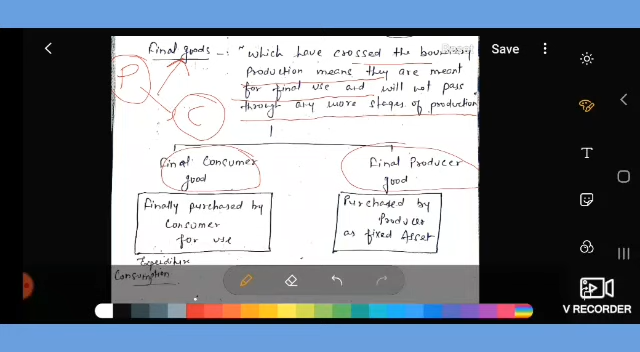 Reset Save
Final goods -: "which have crossed the boundary
Production means they are meant
for final use and will not pass
through any more stages of production
P
C
Final Consumer
good
Final Producer
good
Finally purchased by
Consumer
for use
Purchased by
Producer
as fixed Asset
Expenditure
Consumption
T
V RECORDER